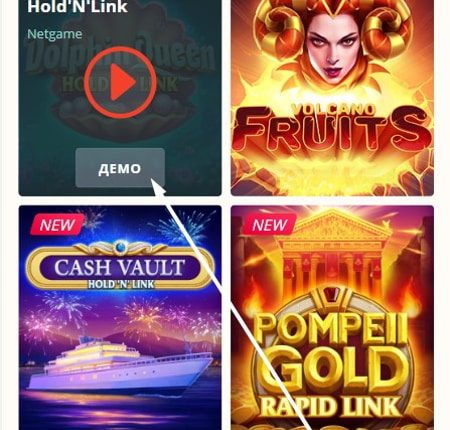 Hold'N'Link
Netgame
Dolphin Queen
HOLD 'N' LINK
ДЕМО
VOLCANO
FRUITS
NEW
CASH VAULT
HOLD 'N' LINK
NEW
POMPEII
GOLD
RAPID LINK